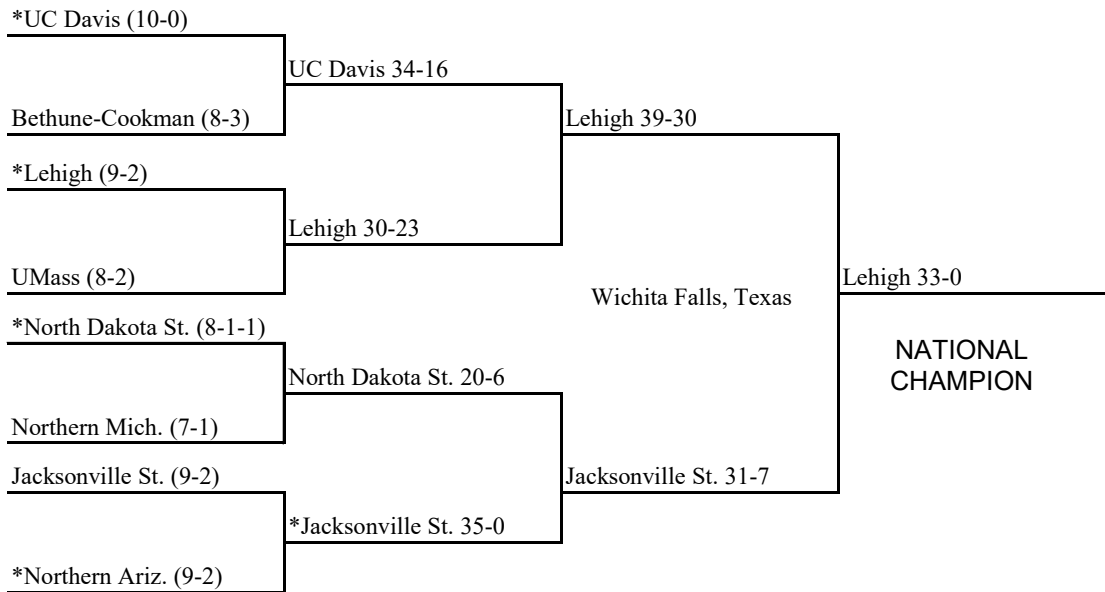 *UC Davis (10-0)
UC Davis 34-16
Bethune-Cookman (8-3)
Lehigh 39-30
*Lehigh (9-2)
Lehigh 30-23
UMass (8-2)
Wichita Falls, Texas
Lehigh 33-0
*North Dakota St. (8-1-1)
NATIONAL
CHAMPION
North Dakota St. 20-6
Northern Mich. (7-1)
Jacksonville St. (9-2)
Jacksonville St. 31-7
*Jacksonville St. 35-0
*Northern Ariz. (9-2)